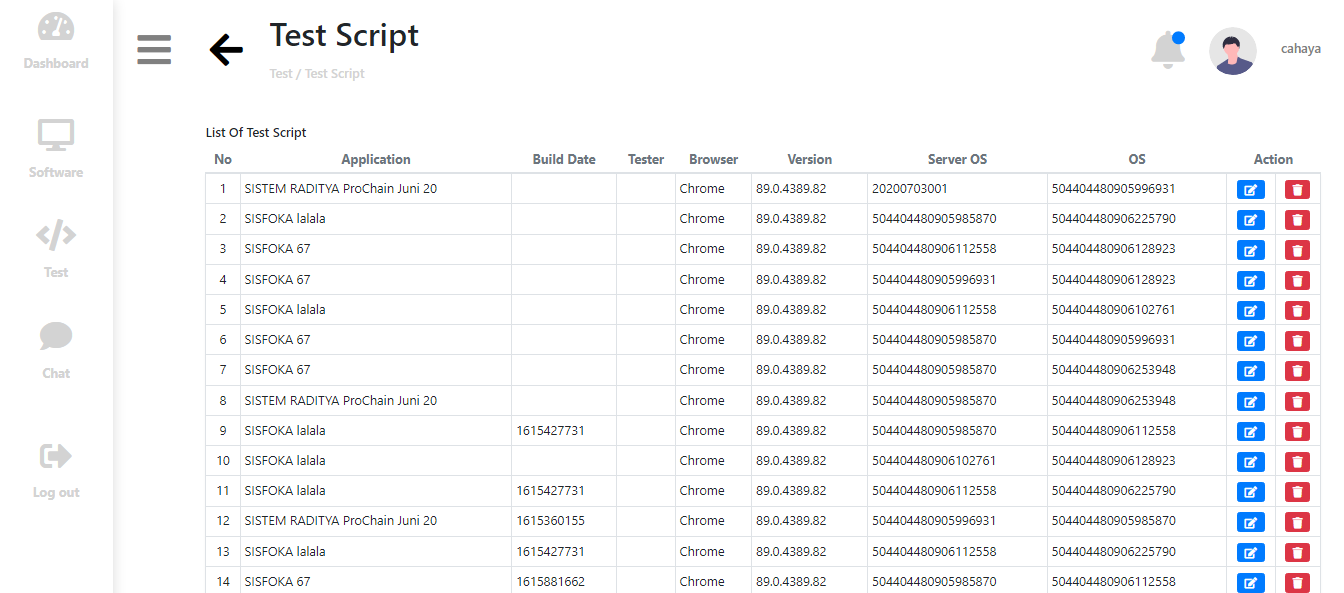 Dashboard
Software
Test
Chat
Log out
Test Script
Test / Test Script
cahaya
List Of Test Script
No Application Build Date Tester Browser Version Server OS OS Action
1 SISTEM RADITYA ProChain Juni 20 Chrome 89.0.4389.82 20200703001 504404480905996931
2 SISFOKA lalala Chrome 89.0.4389.82 504404480905985870 504404480906225790
3 SISFOKA 67 Chrome 89.0.4389.82 504404480906112558 504404480906128923
4 SISFOKA 67 Chrome 89.0.4389.82 504404480905996931 504404480906128923
5 SISFOKA lalala Chrome 89.0.4389.82 504404480906112558 504404480906102761
6 SISFOKA 67 Chrome 89.0.4389.82 504404480905985870 504404480905996931
7 SISFOKA 67 Chrome 89.0.4389.82 504404480905985870 504404480906253948
8 SISTEM RADITYA ProChain Juni 20 Chrome 89.0.4389.82 504404480905985870 504404480906253948
9 SISFOKA lalala 1615427731 Chrome 89.0.4389.82 504404480905985870 504404480906112558
10 SISFOKA lalala Chrome 89.0.4389.82 504404480906102761 504404480906128923
11 SISFOKA lalala 1615427731 Chrome 89.0.4389.82 504404480906112558 504404480906225790
12 SISTEM RADITYA ProChain Juni 20 1615360155 Chrome 89.0.4389.82 504404480905996931 504404480905985870
13 SISFOKA lalala 1615427731 Chrome 89.0.4389.82 504404480906112558 504404480906225790
14 SISFOKA 67 1615881662 Chrome 89.0.4389.82 504404480905985870 504404480906112558